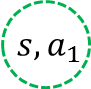 s, a₁